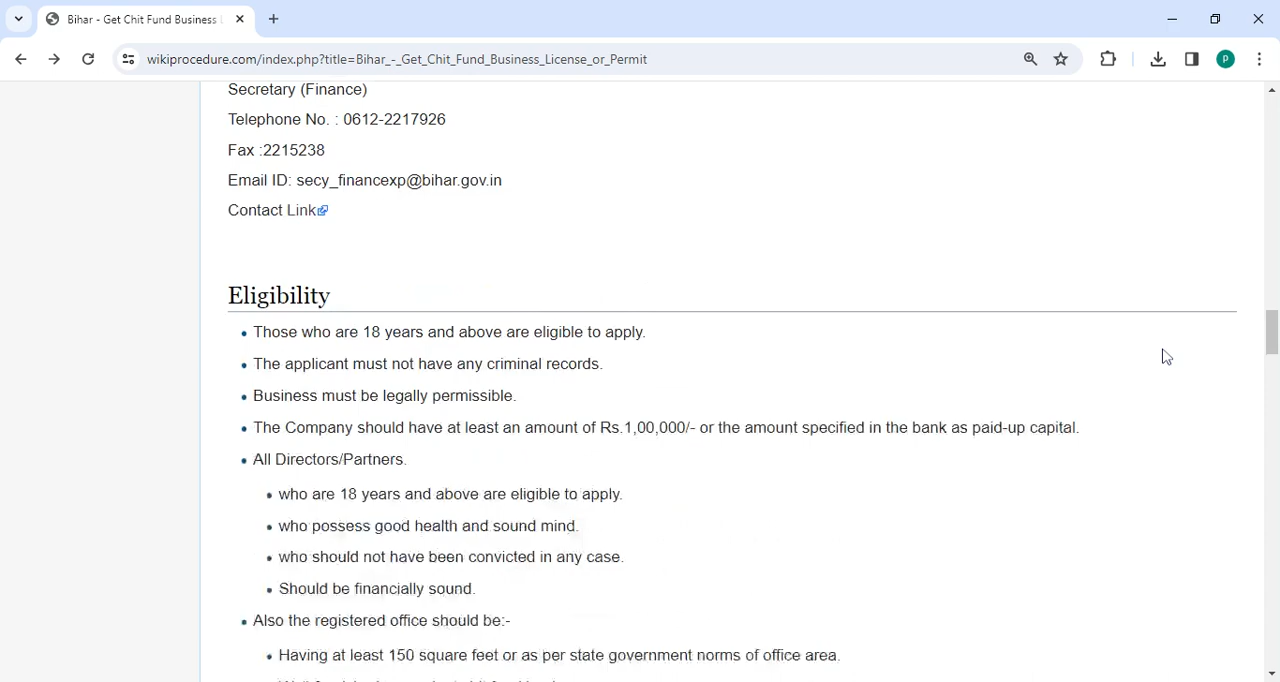 Bihar - Get Chit Fund Business
wikiprocedure.com/index.php?title=Bihar_-_Get_Chit_Fund_Business_License_or_Permit
P
Secretary (Finance)
Telephone No. : 0612-2217926
Fax :2215238
Email ID: secy_financexp@bihar.gov.in
Contact Link
Eligibility
Those who are 18 years and above are eligible to apply.
The applicant must not have any criminal records.
Business must be legally permissible.
The Company should have at least an amount of Rs.1,00,000/- or the amount specified in the bank as paid-up capital.
All Directors/Partners.
who are 18 years and above are eligible to apply.
who possess good health and sound mind.
who should not have been convicted in any case.
Should be financially sound.
Also the registered office should be:-
Having at least 150 square feet or as per state government norms of office area.